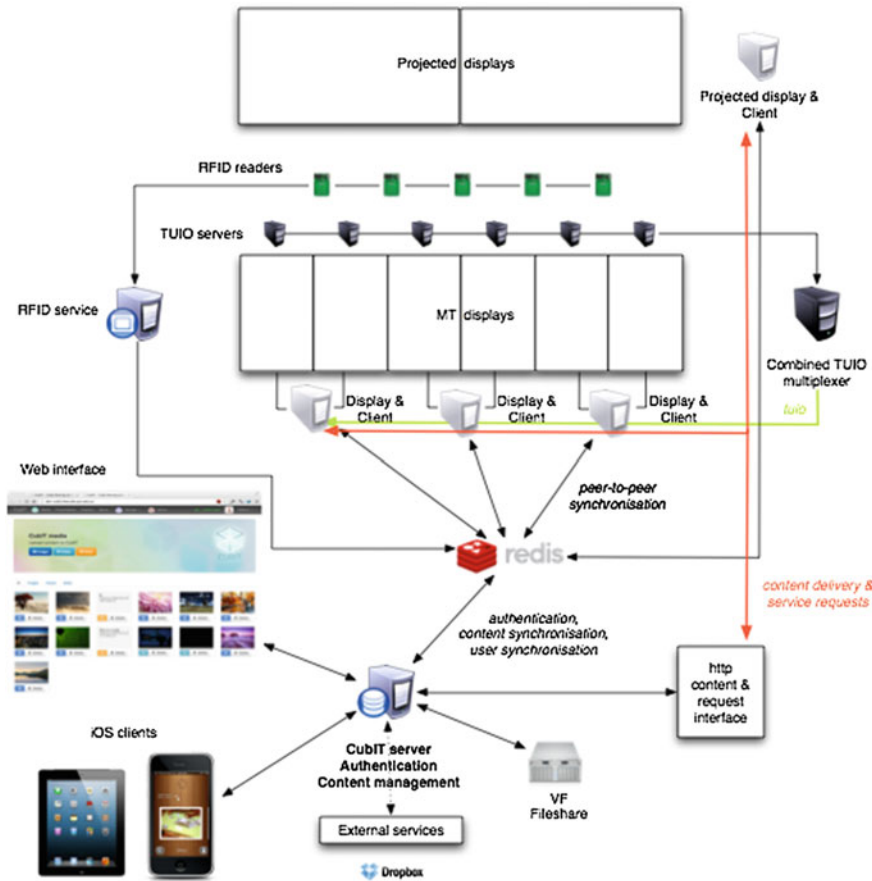 Projected displays
Projected display &
Client
RFID readers
TUIO servers
RFID service
MT displays
Combined TUIO
multiplexer
Display &
Client
Display &
Client
Display &
Client
tuio
Web interface
peer-to-peer
synchronisation
CubIT media
redis
content delivery &
service requests
authentication,
content synchronisation,
user synchronisation
http
content &
request
interface
iOS clients
CubIT server
Authentication
Content management
VF
Fileshare
External services
Dropbox